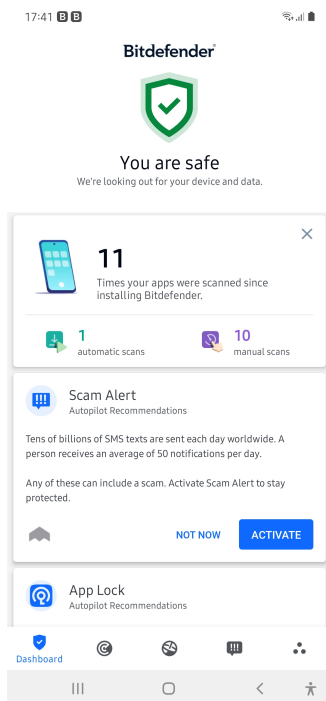 17:41 B B
Bitdefender
You are safe
We're looking out for your device and data.
11
Times your apps were scanned since
installing Bitdefender.
1
automatic scans
10
manual scans
Scam Alert
Autopilot Recommendations
Tens of billions of SMS texts are sent each day worldwide. A
person receives an average of 50 notifications per day.
Any of these can include a scam. Activate Scam Alert to stay
protected.
NOT NOW
ACTIVATE
App Lock
Autopilot Recommendations
Dashboard